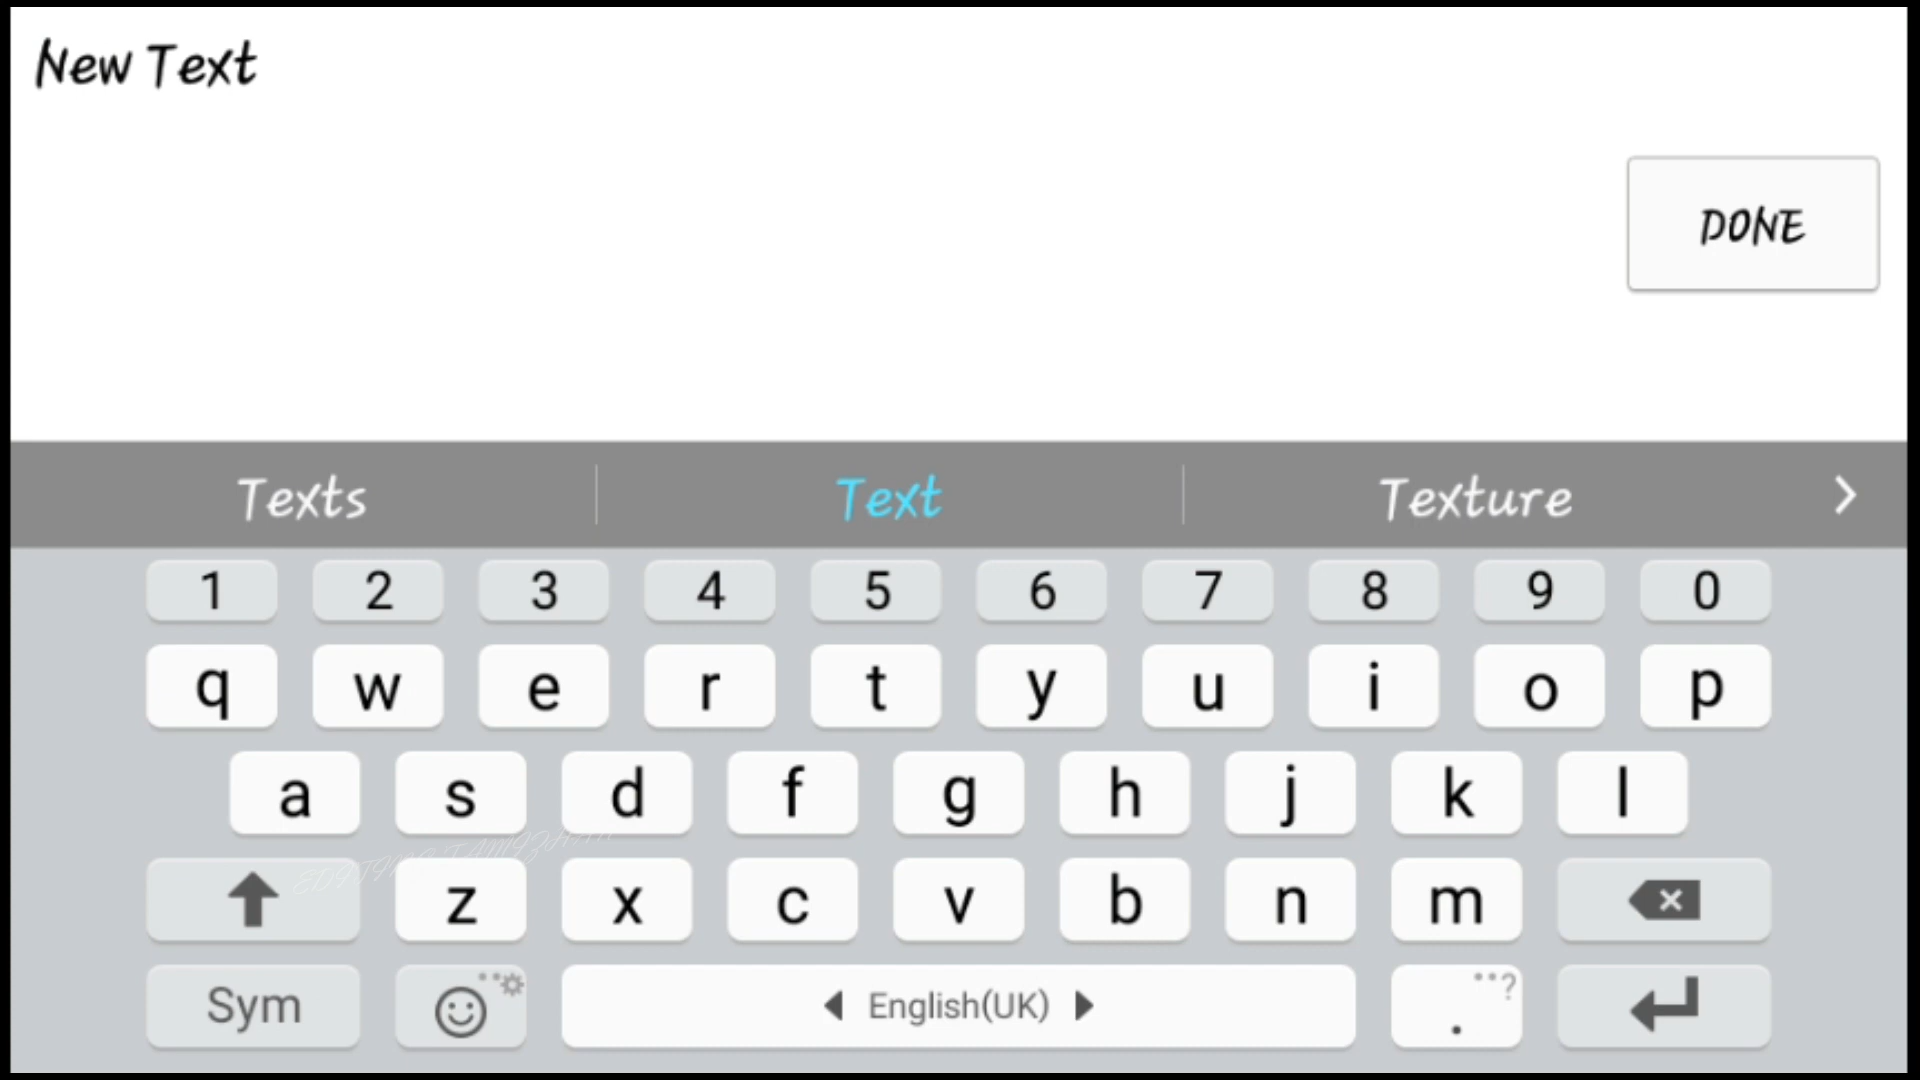 New Text
DONE
Texts Text Texture
1 2 3 4 5 6 7 8 9 0
q w e r t y u i o p
a s d f g h j k l
z x c v b n m
Sym English(UK) . ?